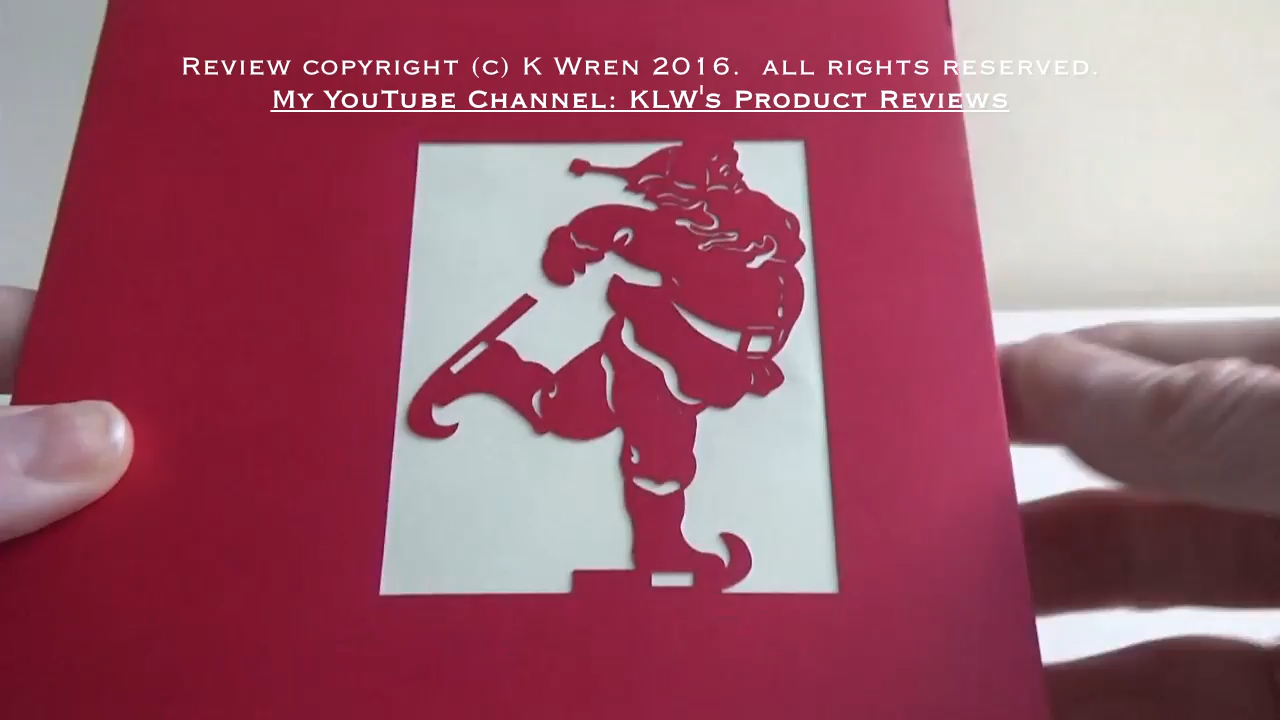 Review copyright (c) K Wren 2016.  all rights reserved.
My YouTube Channel: KLW's Product Reviews